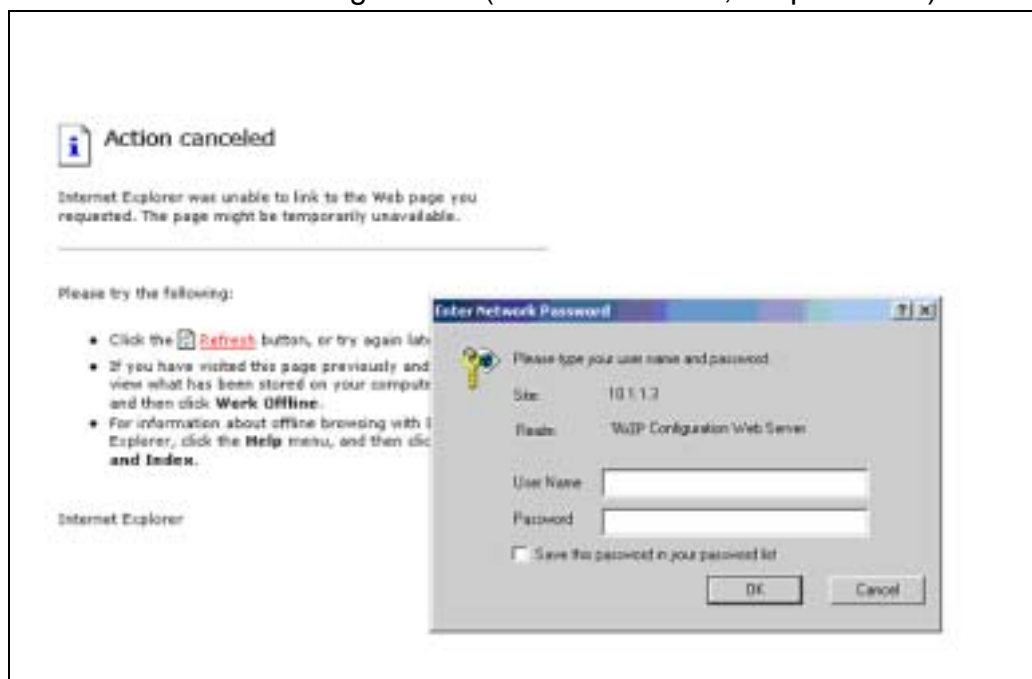 Action canceled
Internet Explorer was unable to link to the Web page you
requested. The page might be temporarily unavailable.
Please try the following:
Click the Refresh button, or try again lat
If you have visited this page previously and
view what has been stored on your compute
and then click Work Offline.
For information about offline browsing with I
Explorer, click the Help menu, and then clic
and Index.
Internet Explorer
Enter Network Password
Please type your user name and password.
Site: 10.1.1.3
Realm Configuration Web Server
User Name
Password
Save this password in your password list
OK Cancel